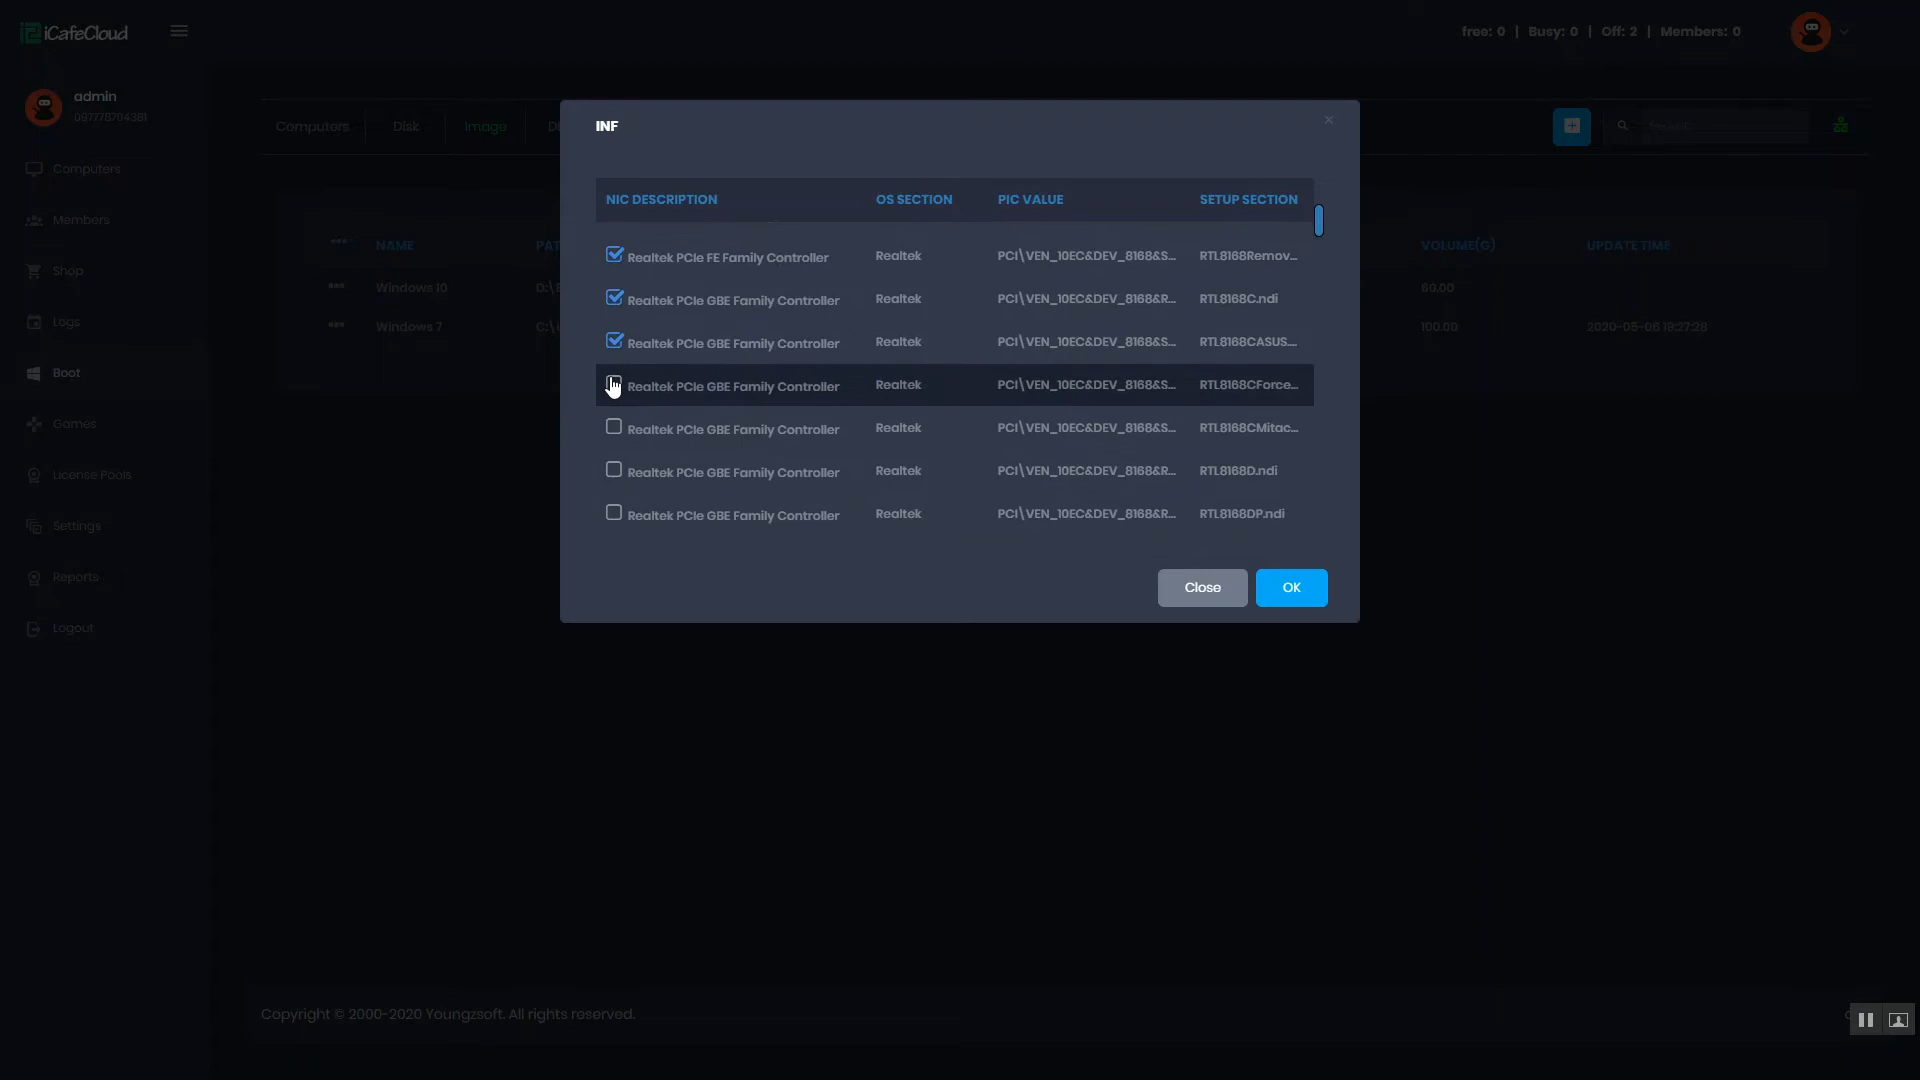 iCafeCloud
free: 0 | Busy: 0 | Off: 2 | Members: 0
admin
Computers
Members
Shop
Logs
Boot
Games
License Pools
Settings
Reports
Logout
Computers Disk Image
NAME VOLUME(G) UPDATE TIME
Windows 10 60.00
Windows 7 100.00 2020-05-06 19:27:28
INF
×
NIC DESCRIPTION OS SECTION PIC VALUE SETUP SECTION
Realtek PCIe FE Family Controller Realtek PCI\VEN_10EC&DEV_8168&S... RTL8168Remov...
Realtek PCIe GBE Family Controller Realtek PCI\VEN_10EC&DEV_8168&R... RTL8168C.ndi
Realtek PCIe GBE Family Controller Realtek PCI\VEN_10EC&DEV_8168&S... RTL8168CASUS....
Realtek PCIe GBE Family Controller Realtek PCI\VEN_10EC&DEV_8168&S... RTL8168CForce...
Realtek PCIe GBE Family Controller Realtek PCI\VEN_10EC&DEV_8168&S... RTL8168CMitac...
Realtek PCIe GBE Family Controller Realtek PCI\VEN_10EC&DEV_8168&R... RTL8168D.ndi
Realtek PCIe GBE Family Controller Realtek PCI\VEN_10EC&DEV_8168&R... RTL8168DP.ndi
Close OK
Copyright © 2000-2020 Youngzsoft. All rights reserved.